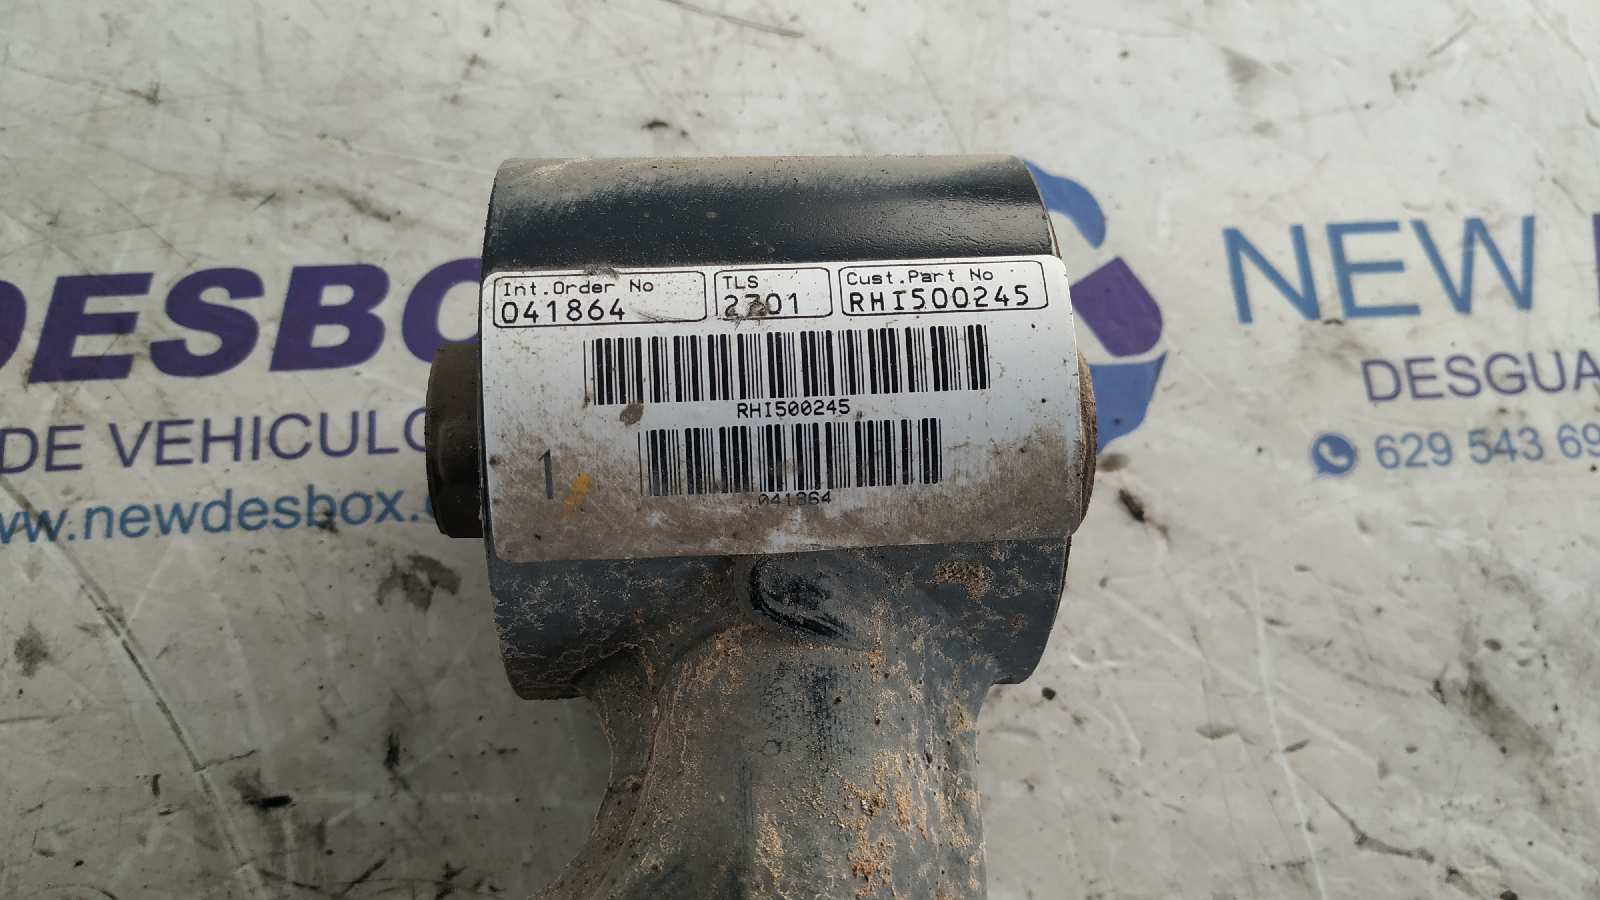 Int.Order No TLS Cust.Part No
041864 2201 RHI500245
RHI500245
1
041864
DESBO
DE VEHICULO
www.newdesbox.
NEW
DESGUA
629 543 69